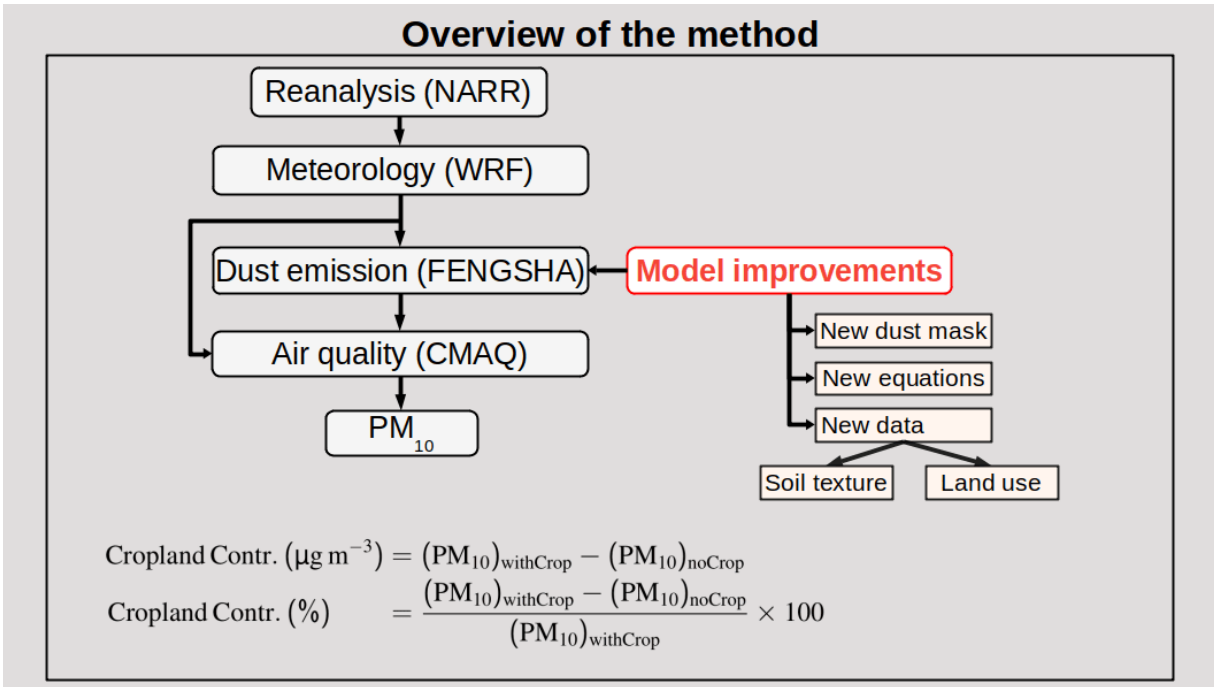 Overview of the method
Reanalysis (NARR)
Meteorology (WRF)
Dust emission (FENGSHA)
Model improvements
New dust mask
Air quality (CMAQ)
New equations
New data
PM₁₀
Soil texture
Land use
Cropland Contr. (μg m⁻³) = (PM₁₀)withCrop − (PM₁₀)noCrop
Cropland Contr. (%) = (PM₁₀)withCrop − (PM₁₀)noCrop / (PM₁₀)withCrop × 100